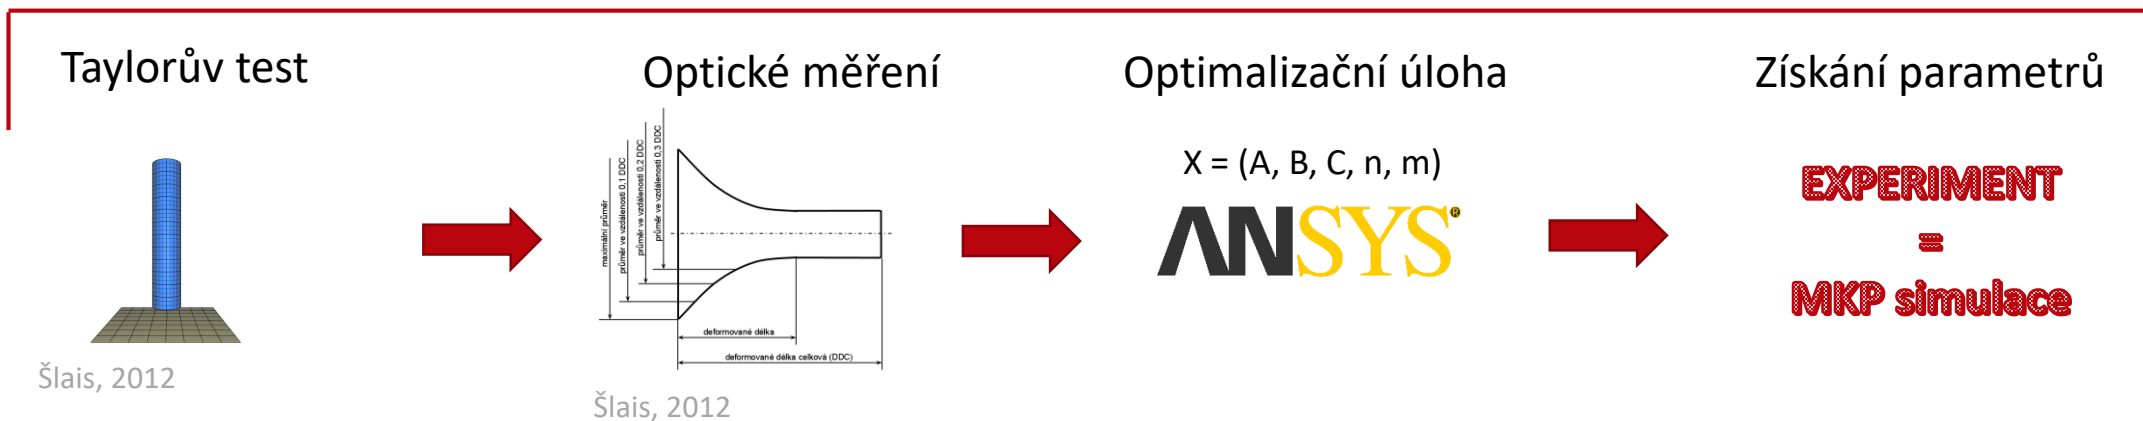 Taylorův test
Šlais, 2012
Optické měření
maximální průměr
průměr ve vzdálenosti 0,1 DDC
průměr ve vzdálenosti 0,2 DDC
průměr ve vzdálenosti 0,3 DDC
deformované délka
deformované délka celková (DDC)
Šlais, 2012
Optimalizační úloha
X = (A, B, C, n, m)
ANSYS®
Získání parametrů
EXPERIMENT
=
MKP simulace